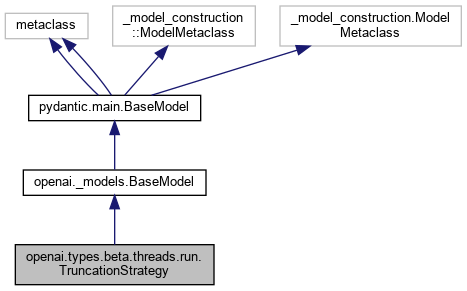 metaclass
_model_construction
::ModelMetaclass
_model_construction.Model
Metaclass
pydantic.main.BaseModel
openai._models.BaseModel
openai.types.beta.threads.run.
TruncationStrategy